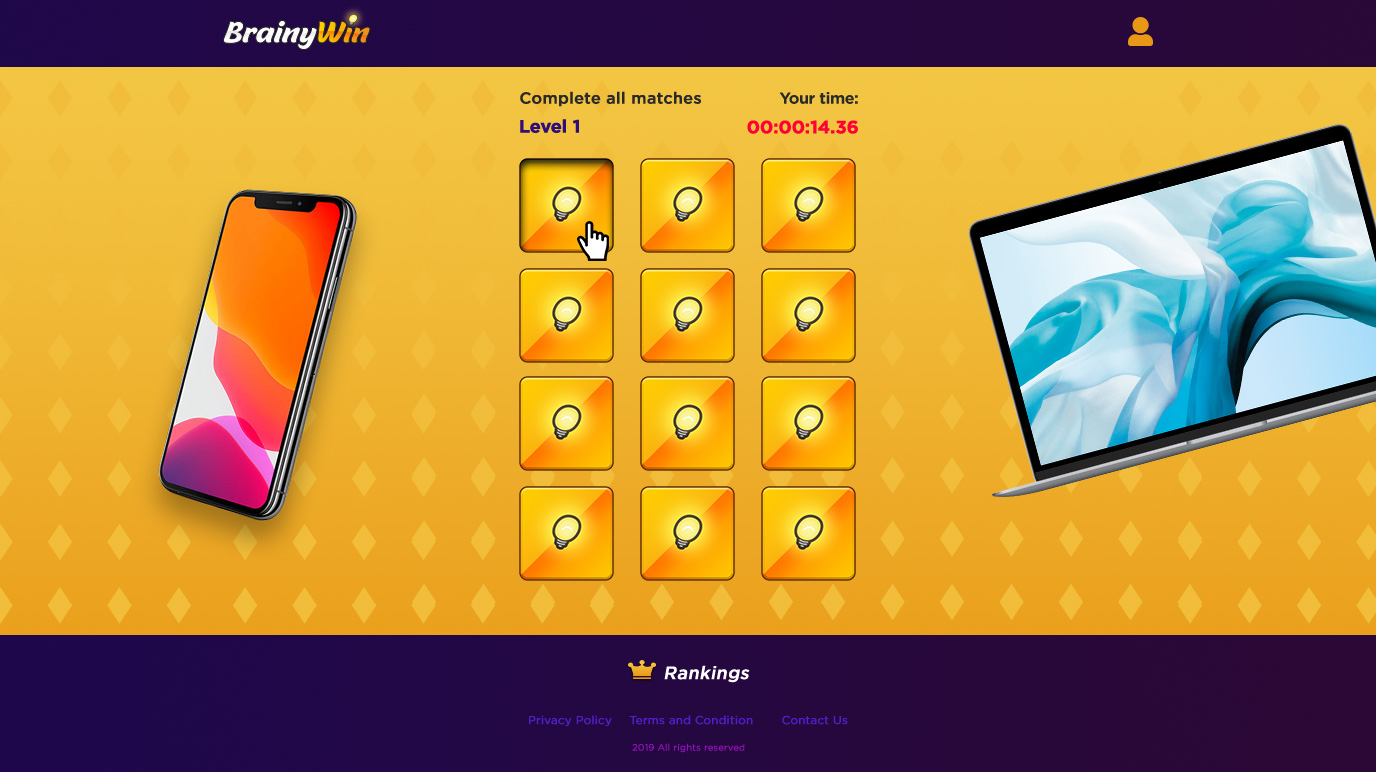 BrainyWin
Complete all matches
Your time:
Level 1
00:00:14.36
Rankings
Privacy Policy
Terms and Condition
Contact Us
2019 All rights reserved